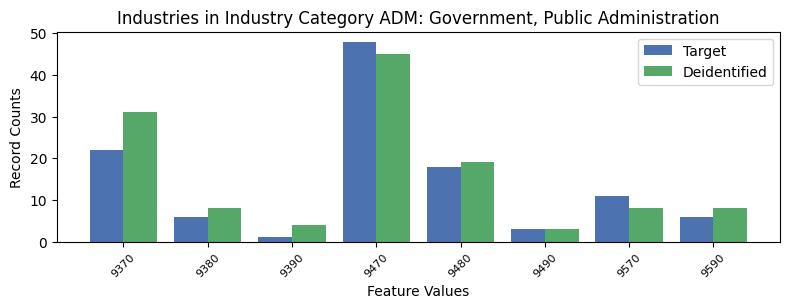 Industries in Industry Category ADM: Government, Public Administration
Target
Deidentified
Record Counts
50
40
30
20
10
0
9370
9380
9390
9470
9480
9490
9570
9590
Feature Values